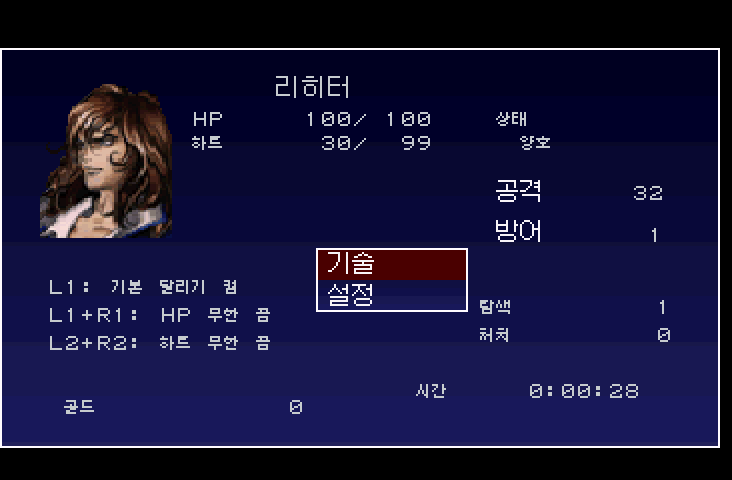 리히터
HP 100/ 100 상태
하트 30/ 99 양호
공격 32
방어 1
기술
L1: 기본 달리기 켬
설정
탐색 1
L1+R1: HP 무한 끔
처치 0
L2+R2: 하트 무한 끔
시간 0:00:28
골드 0